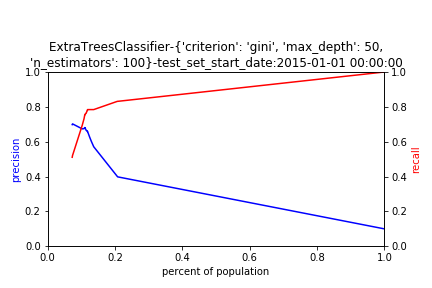 ExtraTreesClassifier-{'criterion': 'gini', 'max_depth': 50,
'n_estimators': 100}-test_set_start_date:2015-01-01 00:00:00
1.0
0.8
0.6
0.4
0.2
0.0
precision
1.0
0.8
0.6
0.4
0.2
0.0
recall
0.0 0.2 0.4 0.6 0.8 1.0
percent of population